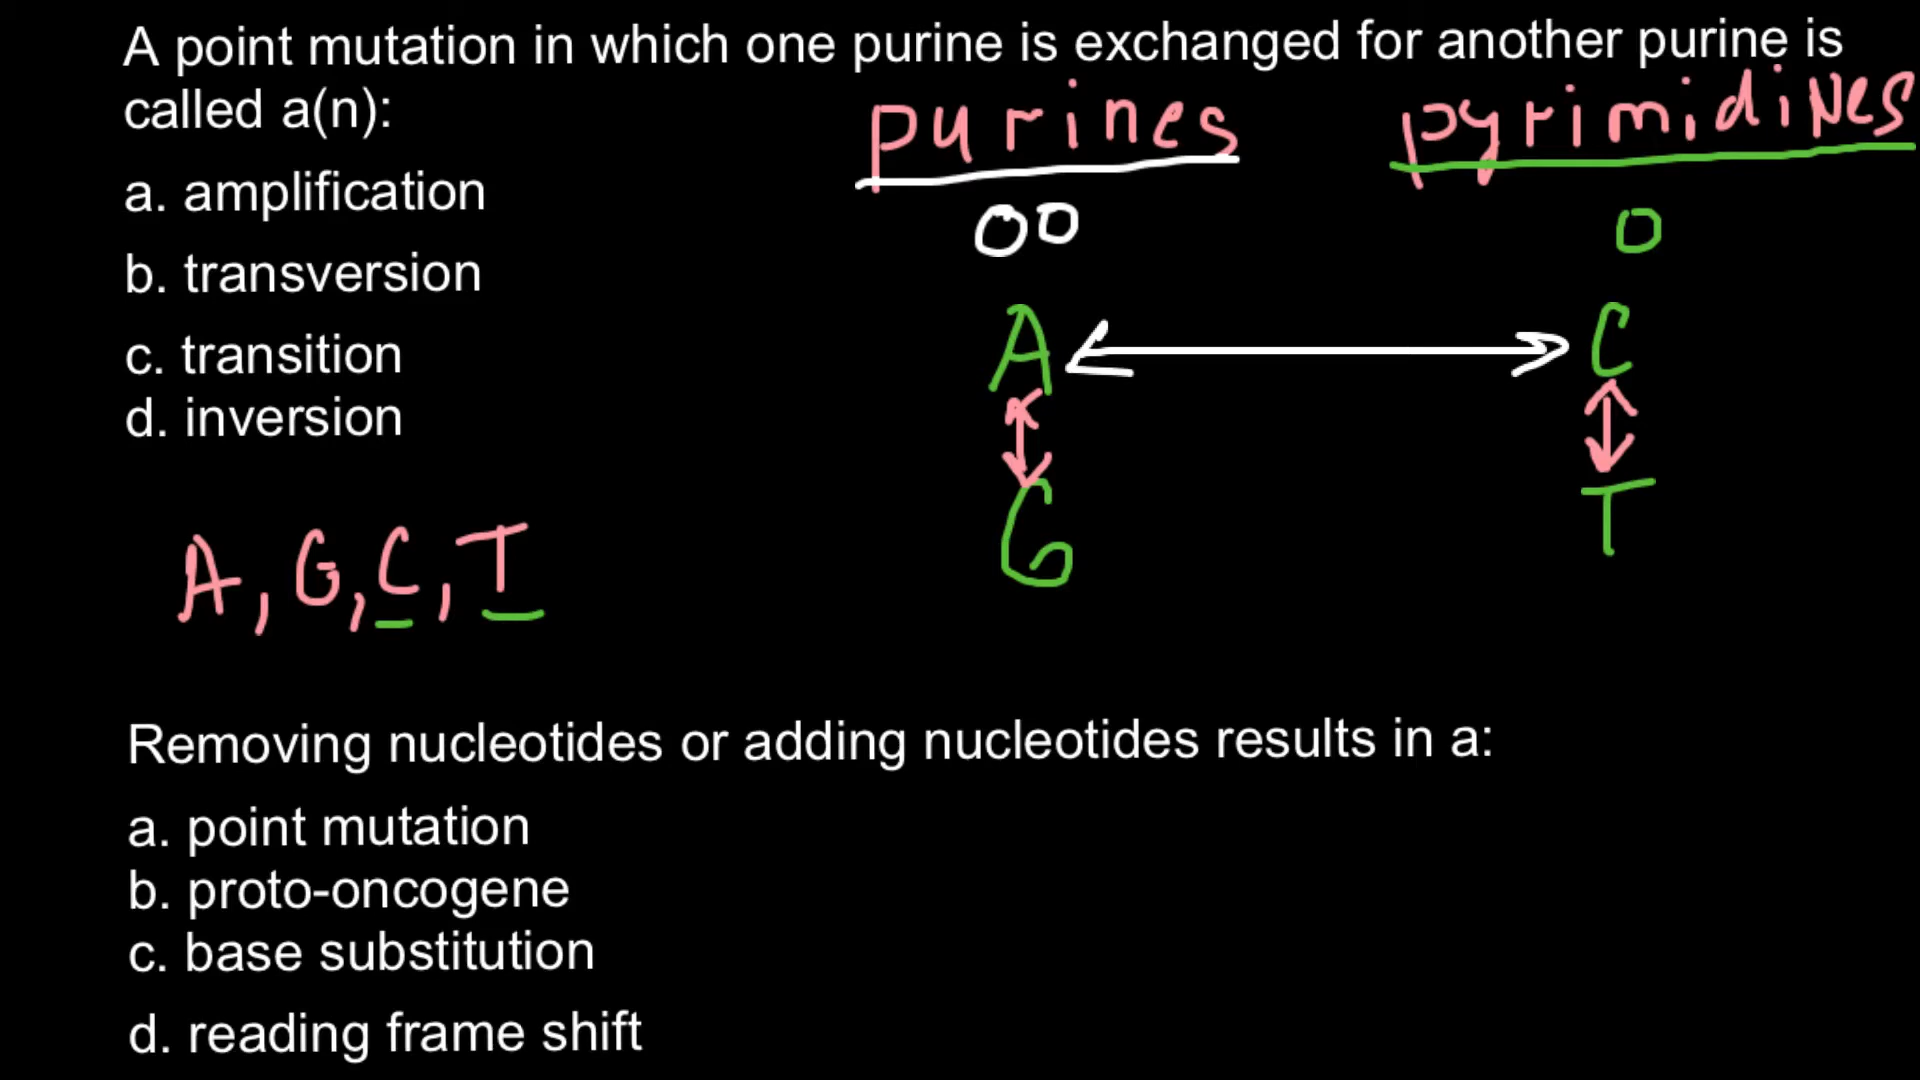 A point mutation in which one purine is exchanged for another purine is
called a(n):
purines
pyrimidines
a. amplification
b. transversion
c. transition
d. inversion
A C
G T
A, G, C, T
Removing nucleotides or adding nucleotides results in a:
a. point mutation
b. proto-oncogene
c. base substitution
d. reading frame shift